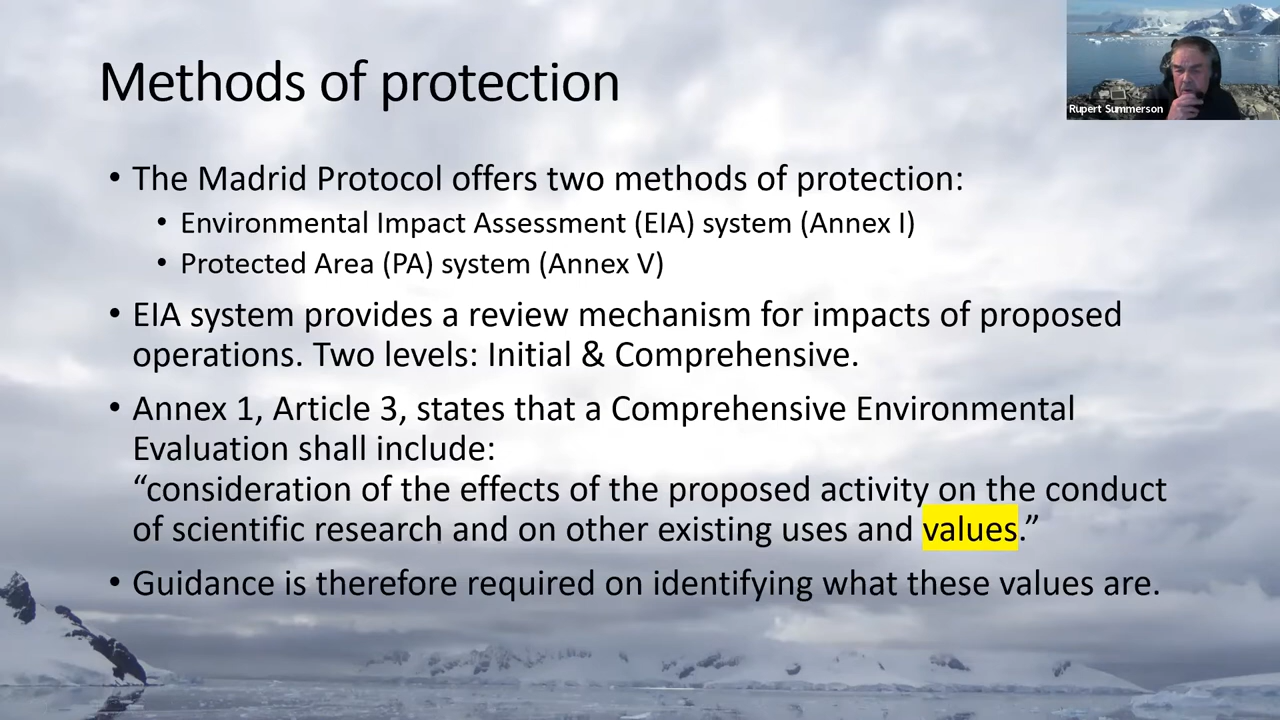 Methods of protection
Rupert Summerson
• The Madrid Protocol offers two methods of protection:
• Environmental Impact Assessment (EIA) system (Annex I)
• Protected Area (PA) system (Annex V)
• EIA system provides a review mechanism for impacts of proposed
operations. Two levels: Initial & Comprehensive.
• Annex 1, Article 3, states that a Comprehensive Environmental
Evaluation shall include:
“consideration of the effects of the proposed activity on the conduct
of scientific research and on other existing uses and values.”
• Guidance is therefore required on identifying what these values are.